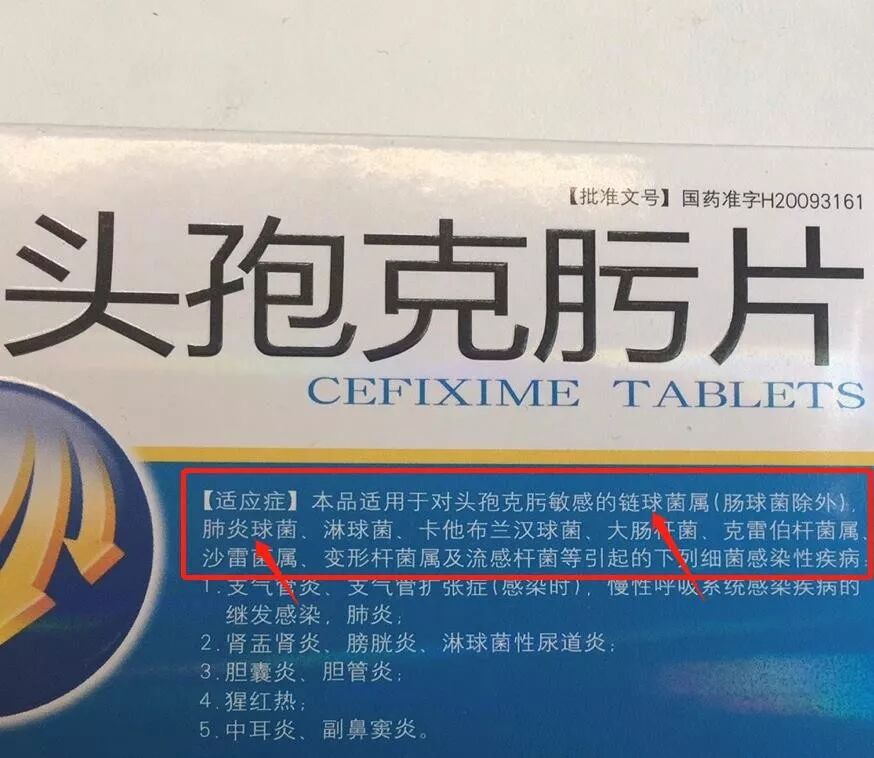 【批准文号】国药准字H20093161
头孢克肟片
CEFIXIME TABLETS
【适应症】本品适用于对头孢克肟敏感的链球菌属(肠球菌除外),
肺炎球菌、淋球菌、卡他布兰汉球菌、大肠杆菌、克雷伯杆菌属、
沙雷菌属、变形杆菌属及流感杆菌等引起的下列细菌感染性疾病:
1.支气管炎、支气管扩张症(感染时),慢性呼吸系统感染疾病的
继发感染,肺炎;
2.肾盂肾炎、膀胱炎、淋球菌性尿道炎;
3.胆囊炎、胆管炎;
4.猩红热;
5.中耳炎、副鼻窦炎。